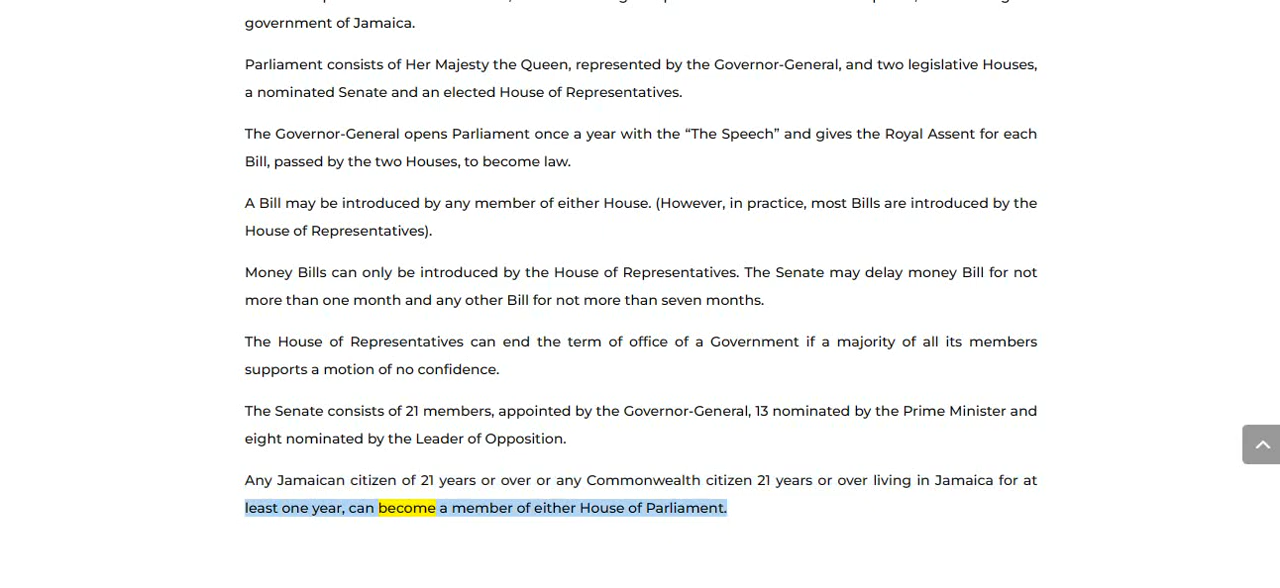 government of Jamaica.
Parliament consists of Her Majesty the Queen, represented by the Governor-General, and two legislative Houses,
a nominated Senate and an elected House of Representatives.
The Governor-General opens Parliament once a year with the “The Speech” and gives the Royal Assent for each
Bill, passed by the two Houses, to become law.
A Bill may be introduced by any member of either House. (However, in practice, most Bills are introduced by the
House of Representatives).
Money Bills can only be introduced by the House of Representatives. The Senate may delay money Bill for not
more than one month and any other Bill for not more than seven months.
The House of Representatives can end the term of office of a Government if a majority of all its members
supports a motion of no confidence.
The Senate consists of 21 members, appointed by the Governor-General, 13 nominated by the Prime Minister and
eight nominated by the Leader of Opposition.
Any Jamaican citizen of 21 years or over or any Commonwealth citizen 21 years or over living in Jamaica for at
least one year, can become a member of either House of Parliament.